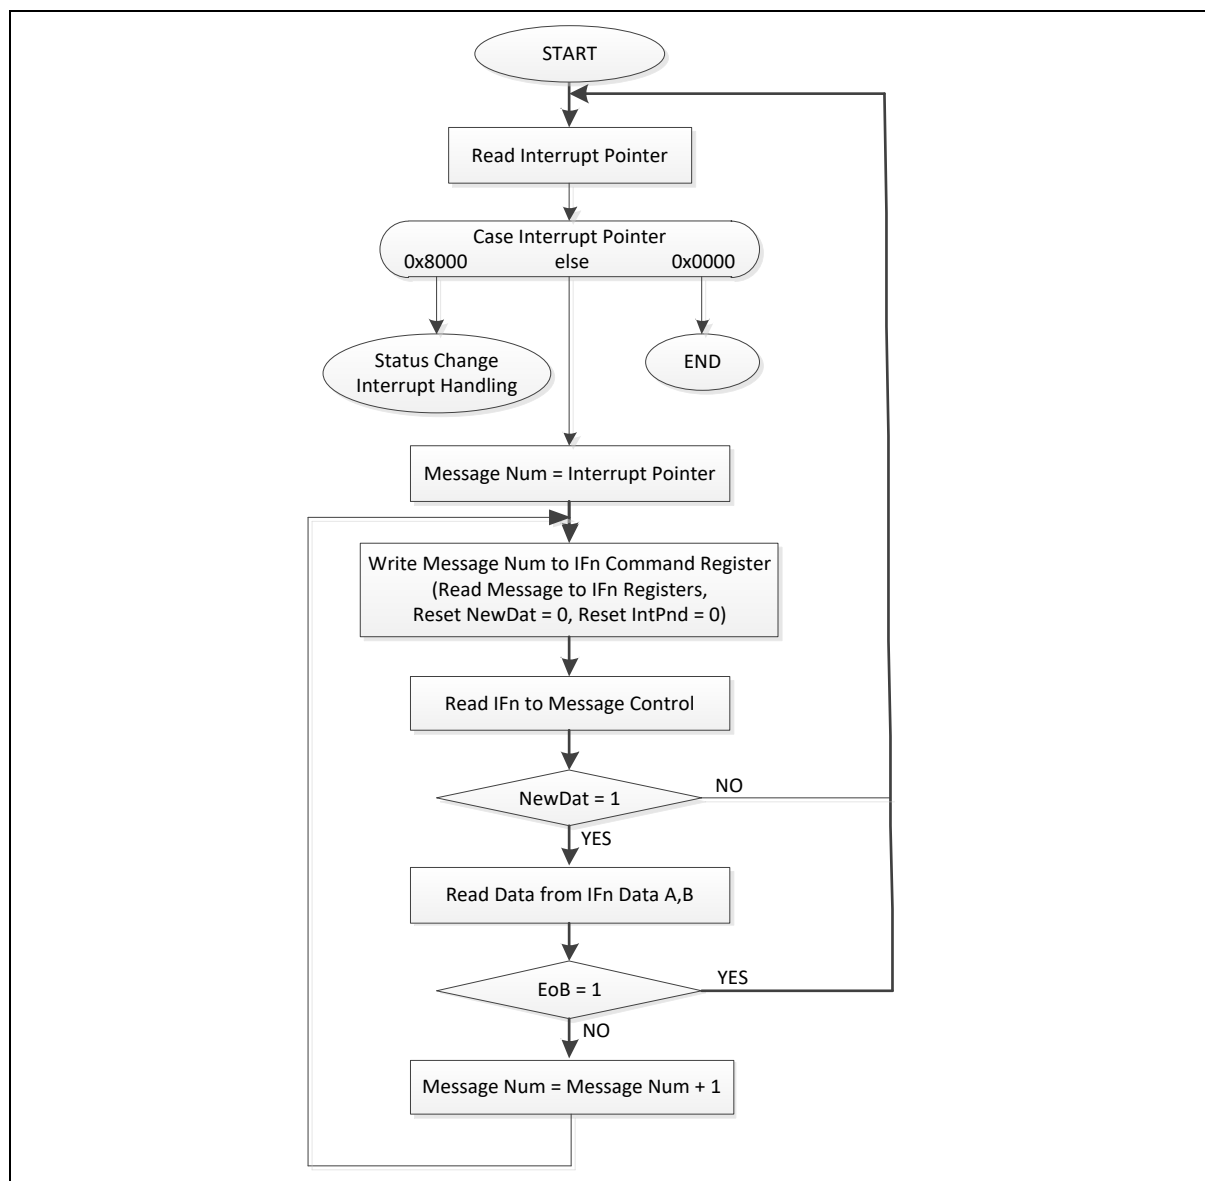 START
Read Interrupt Pointer
Case Interrupt Pointer
0x8000 else 0x0000
Status Change
Interrupt Handling
END
Message Num = Interrupt Pointer
Write Message Num to IFn Command Register
(Read Message to IFn Registers,
Reset NewDat = 0, Reset IntPnd = 0)
Read IFn to Message Control
NewDat = 1
NO
YES
Read Data from IFn Data A,B
EoB = 1
YES
NO
Message Num = Message Num + 1